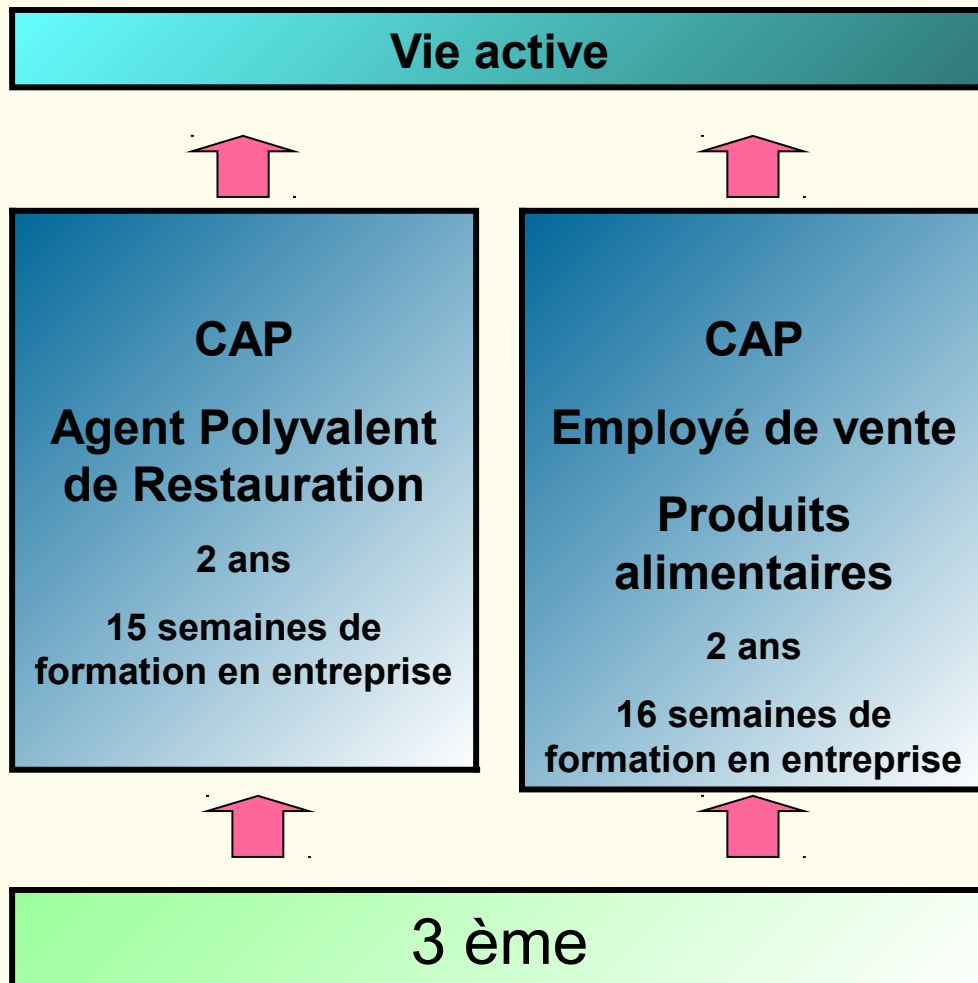 Vie active
CAP
Agent Polyvalent
de Restauration
2 ans
15 semaines de
formation en entreprise
CAP
Employé de vente
Produits
alimentaires
2 ans
16 semaines de
formation en entreprise
3 ème